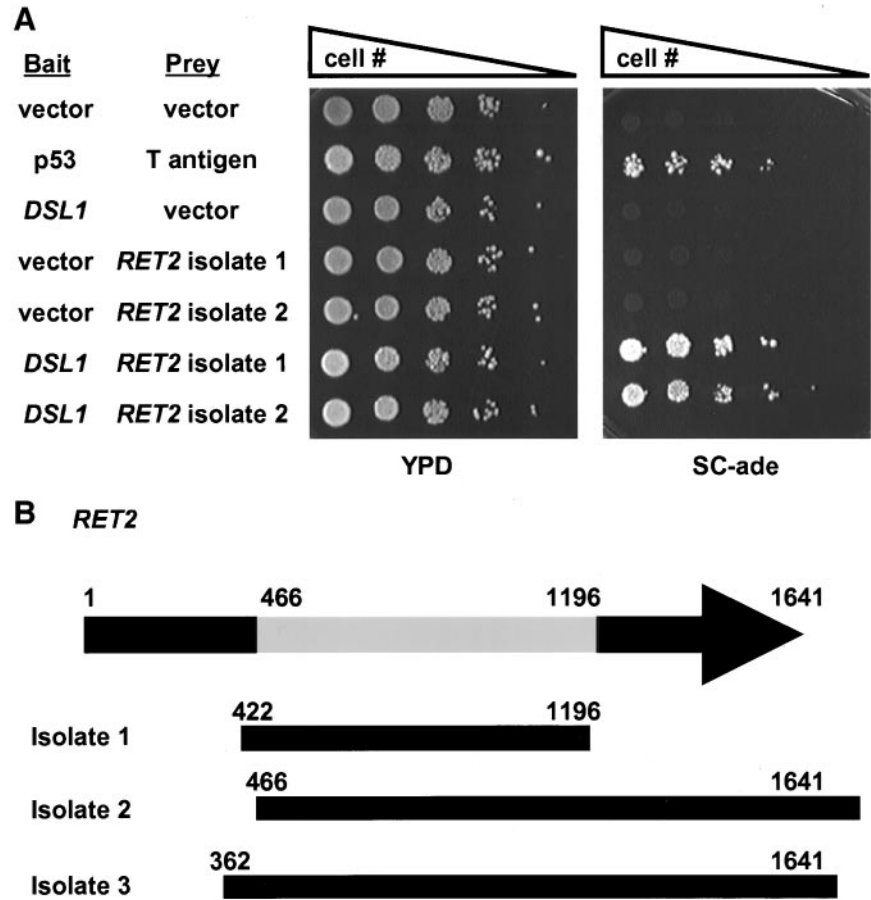 A
Bait Prey cell # cell #
vector vector
p53 T antigen
DSL1 vector
vector RET2 isolate 1
vector RET2 isolate 2
DSL1 RET2 isolate 1
DSL1 RET2 isolate 2
YPD SC-ade
B RET2
1 466 1196 1641
422 1196
Isolate 1
466 1641
Isolate 2
362 1641
Isolate 3